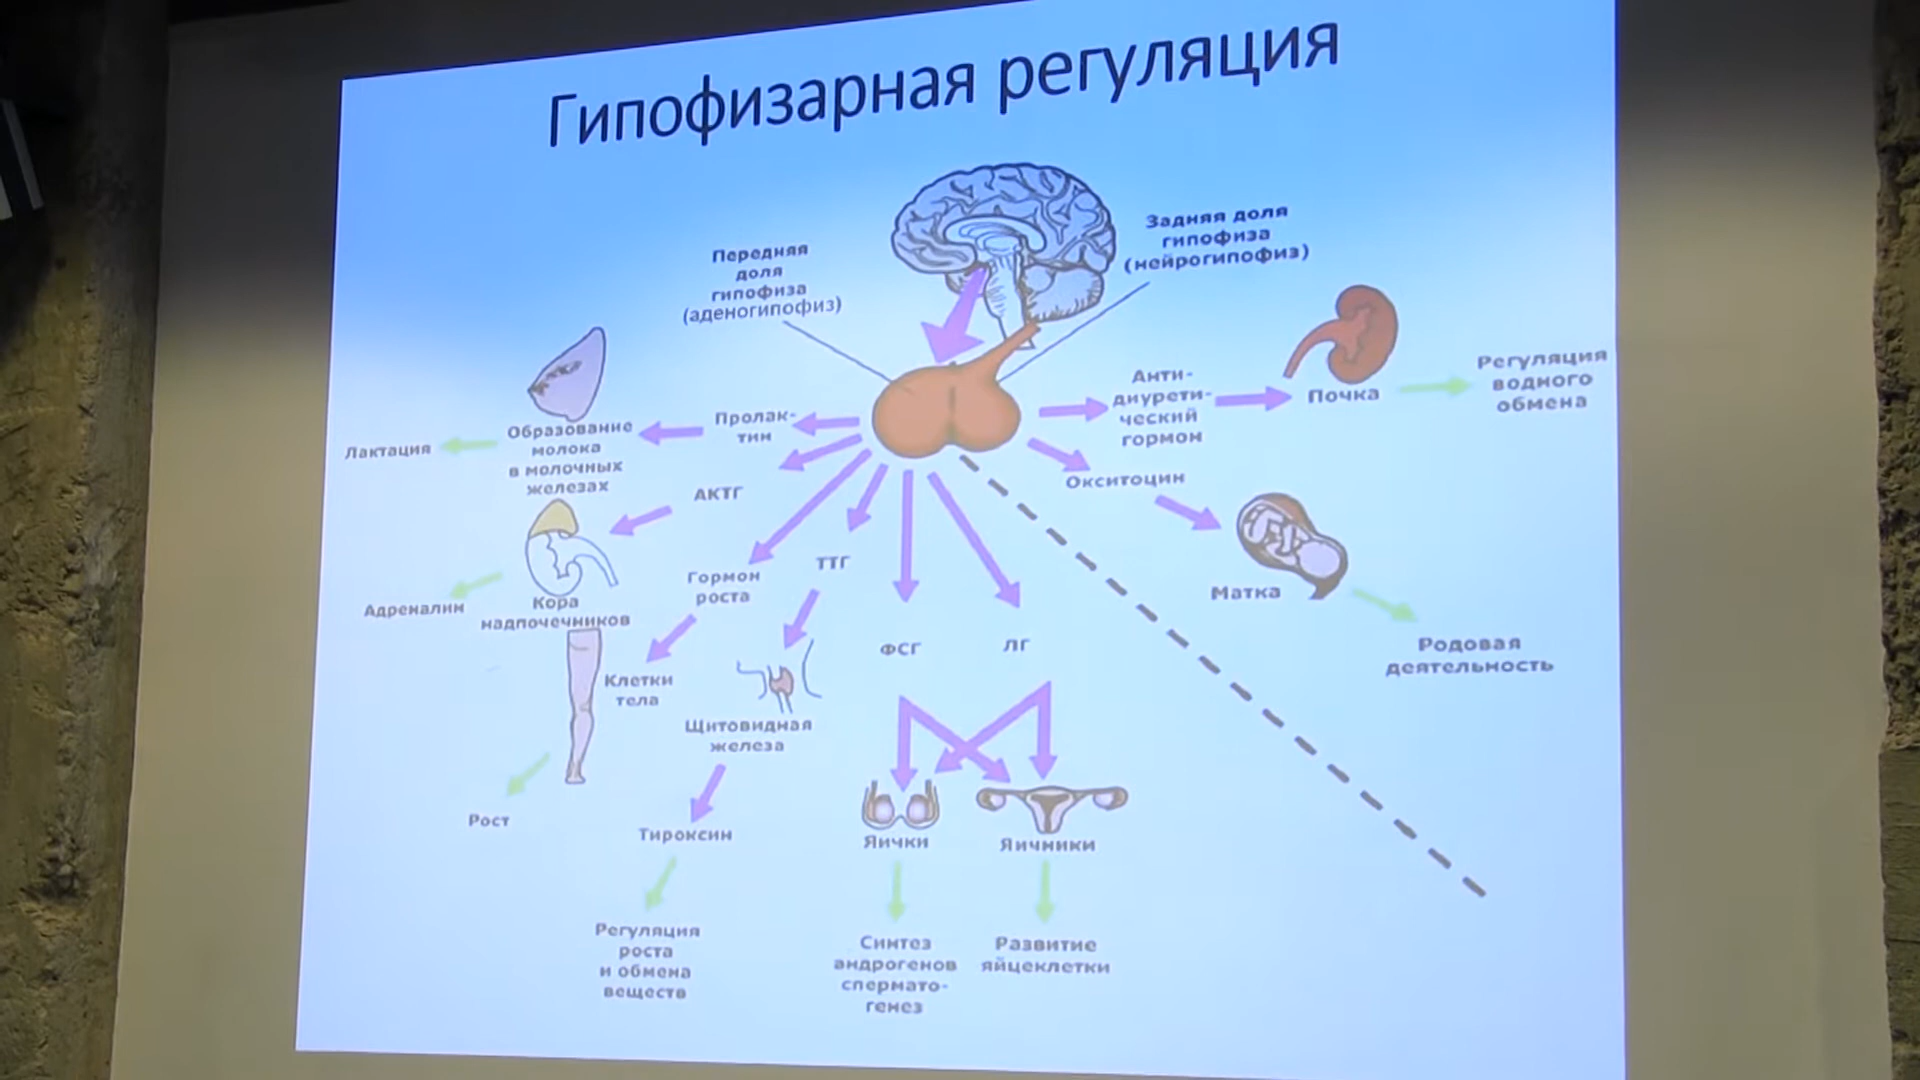 Гипофизарная регуляция
Передняя
доля
гипофиза
(аденогипофиз)
Задняя доля
гипофиза
(нейрогипофиз)
Лактация
Образование
молока
в молочных
железах
Пролак-
тин
Анти-
диурети-
ческий
гормон
Почка
Регуляция
водного
обмена
АКТГ
Окситоцин
Адреналин
Кора
надпочечников
Гормон
роста
ТТГ
Матка
Клетки
тела
ФСГ
ЛГ
Родовая
деятельность
Щитовидная
железа
Рост
Тироксин
Яички
Яичники
Регуляция
роста
и обмена
веществ
Синтез
андрогенов
спермато-
генез
Развитие
яйцеклетки